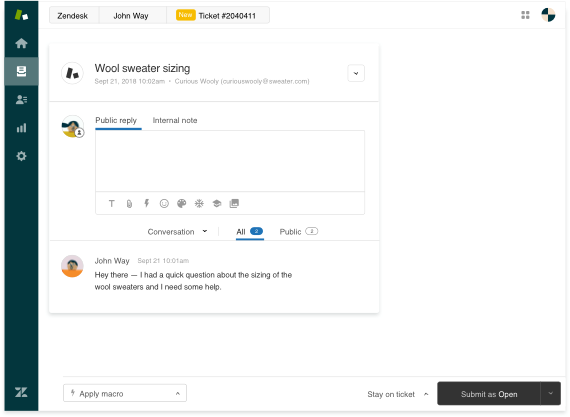 Zendesk John Way New Ticket #2040411
Wool sweater sizing
Sept 21, 2018 10:02am • Curious Wooly (curiouswooly@sweater.com)
Public reply Internal note
T
Conversation All 2 Public 2
John Way Sept 21 10:01am
Hey there — I had a quick question about the sizing of the
wool sweaters and I need some help.
Apply macro Stay on ticket Submit as Open